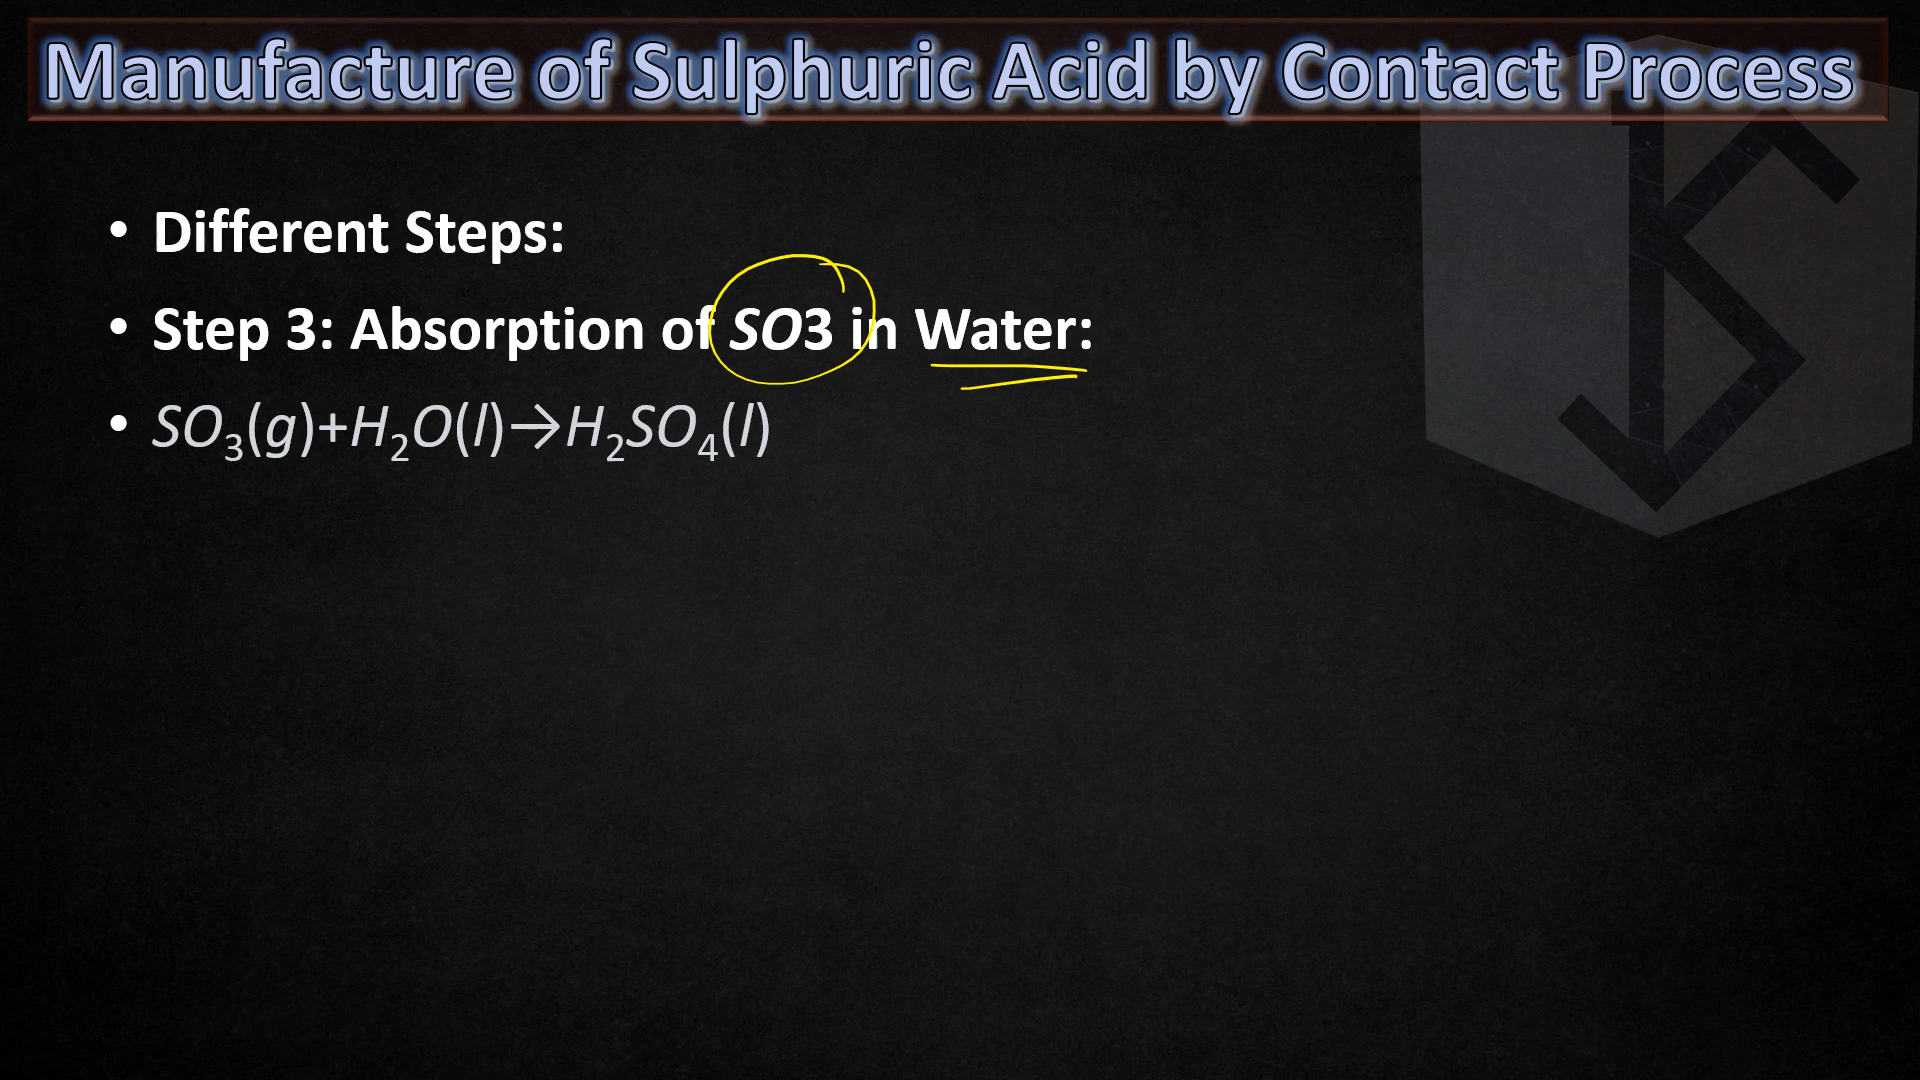 Manufacture of Sulphuric Acid by Contact Process
• Different Steps:
• Step 3: Absorption of SO3 in Water:
• SO₃(g)+H₂O(l)→H₂SO₄(l)